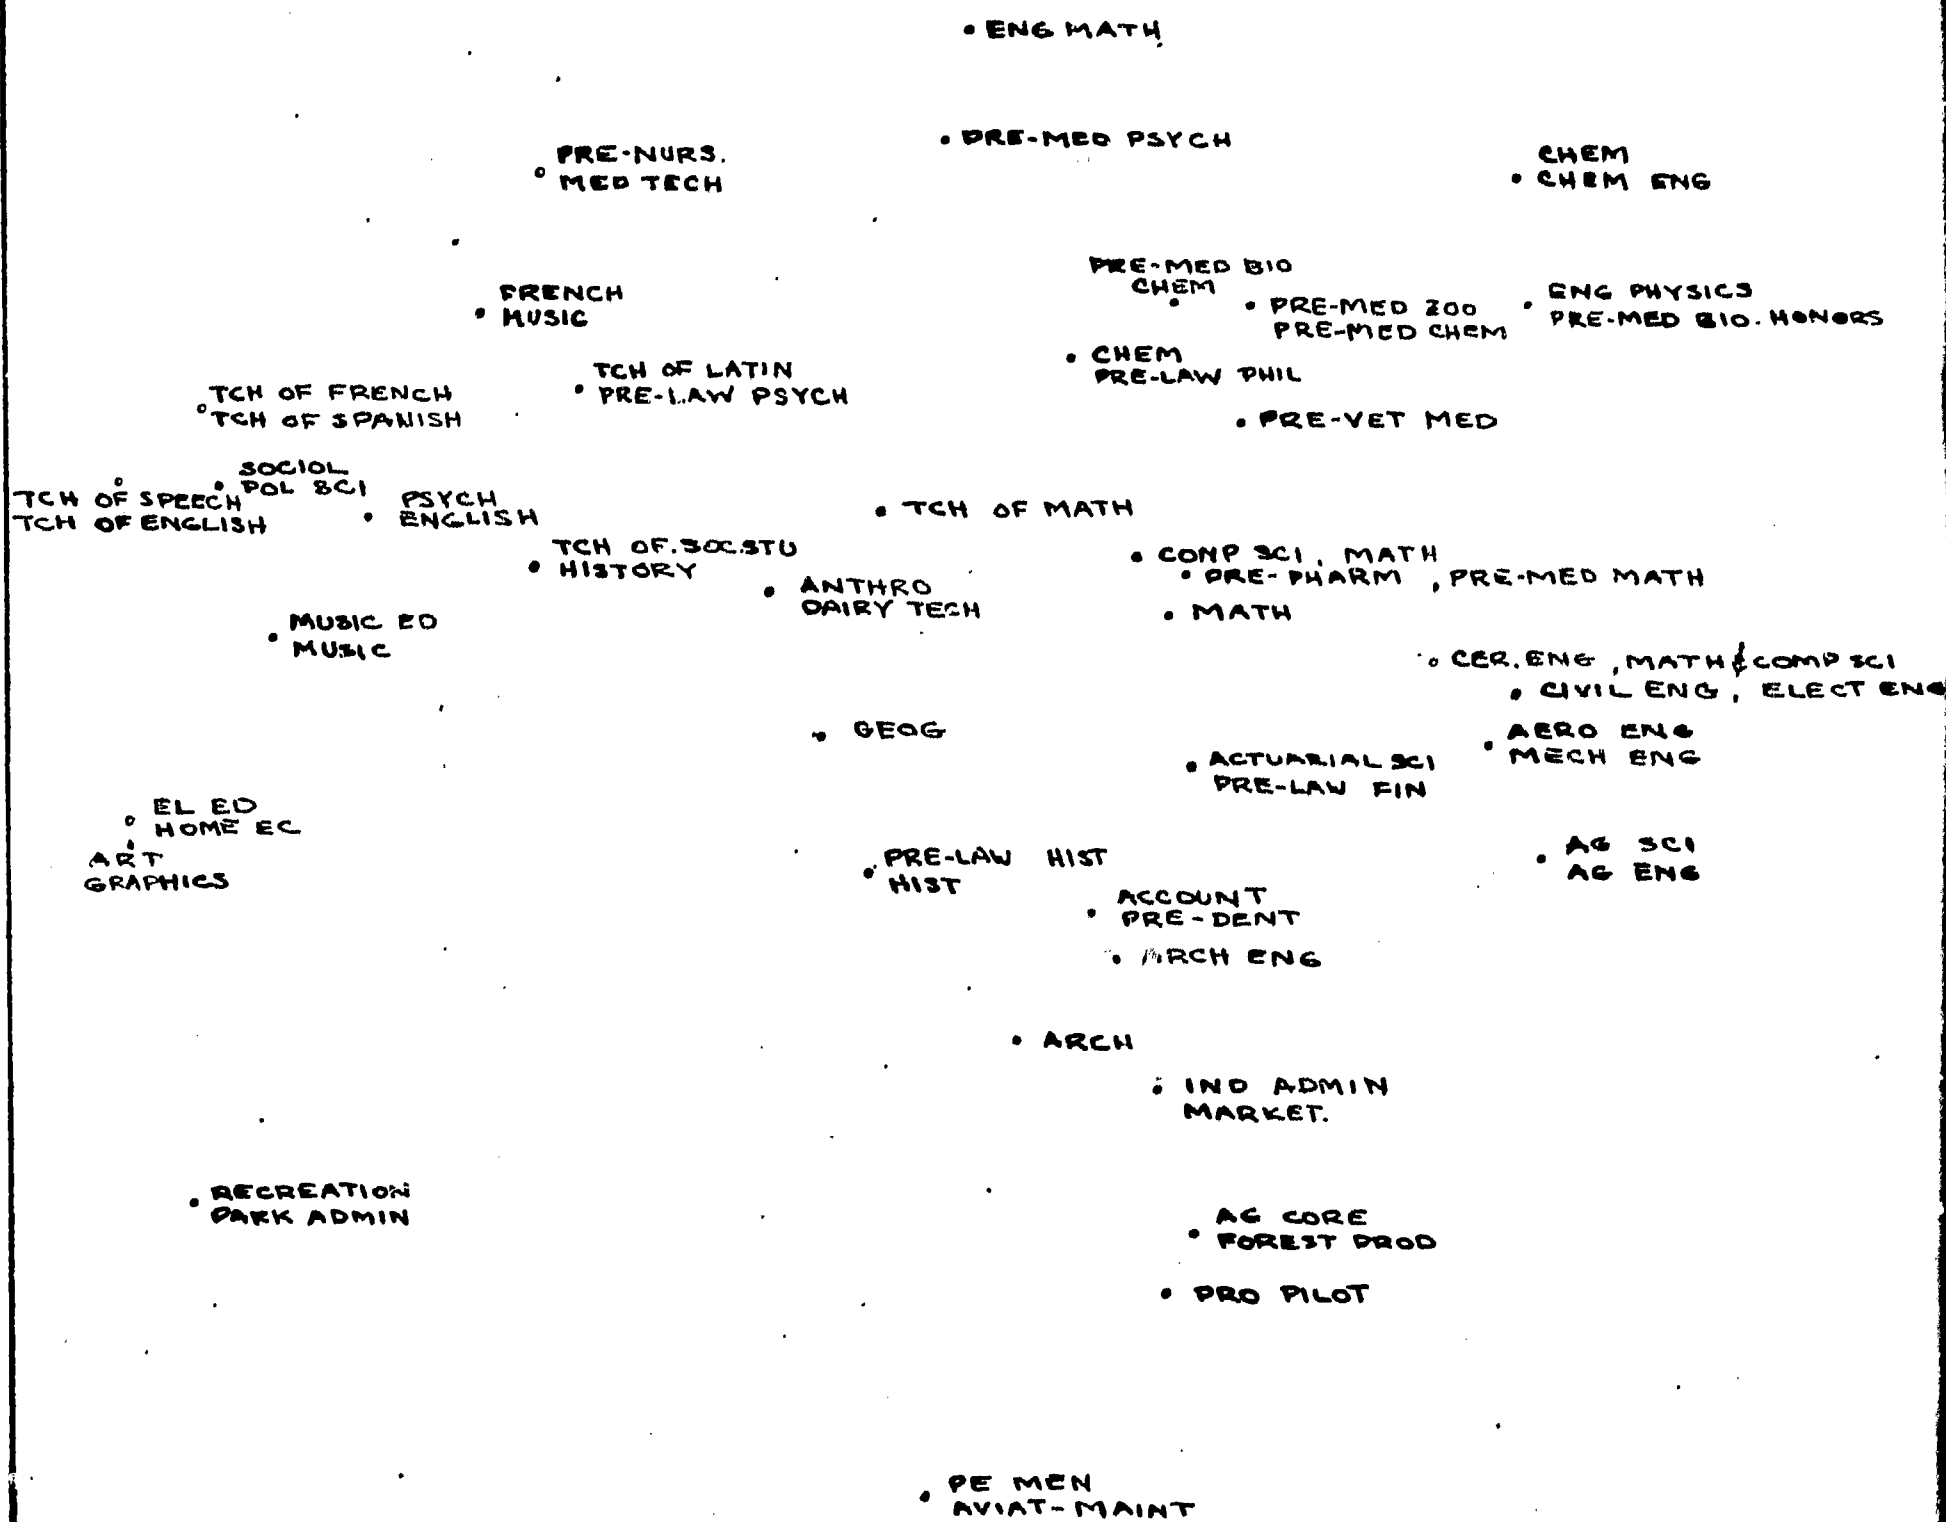 ENG MATH
PRE-MED PSYCH
PRE-NURS.
MED TECH
CHEM
CHEM ENG
PRE-MED BIO
CHEM
FRENCH
MUSIC
PRE-MED ZOO
PRE-MED CHEM
ENG PHYSICS
PRE-MED BIO. HONORS
CHEM
PRE-LAW PHIL
TCH OF LATIN
PRE-LAW PSYCH
TCH OF FRENCH
TCH OF SPANISH
PRE-VET MED
SOCIOL
POL SCI
TCH OF SPEECH
TCH OF ENGLISH
PSYCH
ENGLISH
TCH OF MATH
TCH OF. SOC.STU
HISTORY
COMP SCI, MATH
PRE-PHARM , PRE-MED MATH
ANTHRO
DAIRY TECH
MATH
MUSIC ED
MUSIC
CER. ENG , MATH & COMP SCI
CIVIL ENG, ELECT ENG
GEOG
AERO ENG
MECH ENG
ACTUARIAL SCI
PRE-LAW FIN
EL ED
HOME EC
ART
GRAPHICS
PRE-LAW HIST
HIST
AG SCI
AG ENG
ACCOUNT
PRE-DENT
ARCH ENG
ARCH
IND ADMIN
MARKET.
RECREATION
PARK ADMIN
AG CORE
FOREST PROD
PRO PILOT
PE MEN
AVIAT-MAINT